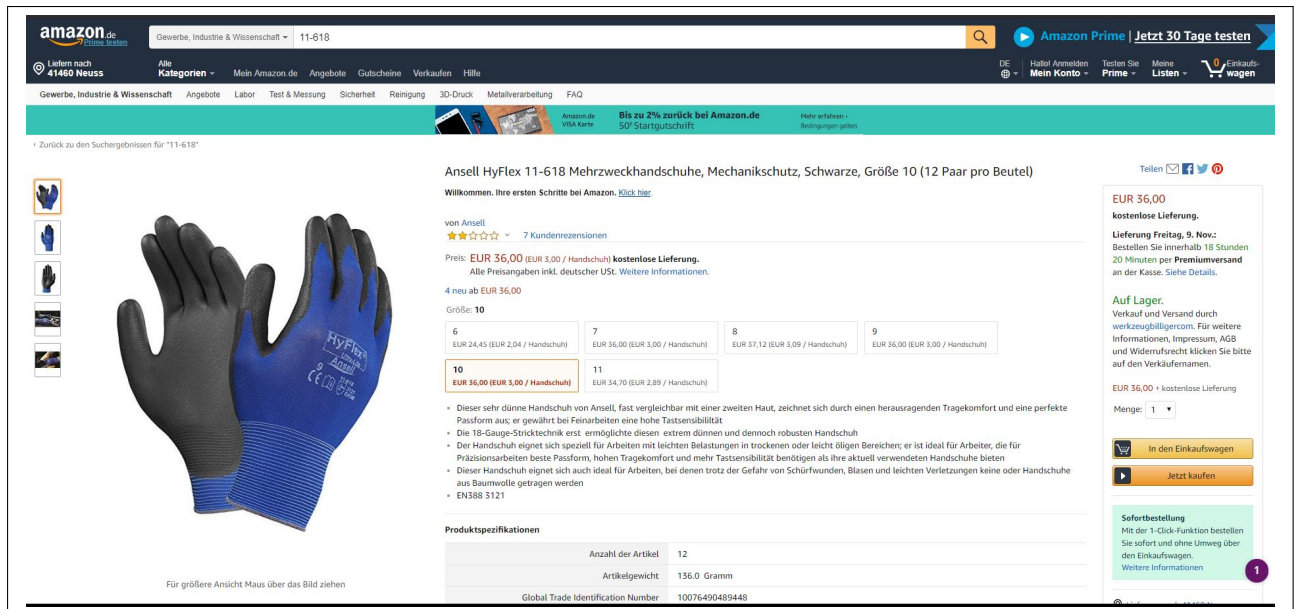 amazon.de
Prime testen
Gewerbe, Industrie & Wissenschaft
11-618
Amazon Prime | Jetzt 30 Tage testen
Liefern nach
41460 Neuss
Alle
Kategorien
Mein Amazon.de Angebote Gutscheine Verkaufen Hilfe
DE
Hallo! Anmelden
Mein Konto
Testen Sie
Prime
Meine
Listen
0
Einkaufs-
wagen
Gewerbe, Industrie & Wissenschaft Angebote Labor Test & Messung Sicherheit Reinigung 3D-Druck Metallverarbeitung FAQ
Amazon.de
VISA Karte
Bis zu 2% zurück bei Amazon.de
50€ Startgutschrift
Mehr erfahren ›
Bedingungen gelten
‹ Zurück zu den Suchergebnissen für "11-618"
Ansell HyFlex 11-618 Mehrzweckhandschuhe, Mechanikschutz, Schwarze, Größe 10 (12 Paar pro Beutel)
Willkommen. Ihre ersten Schritte bei Amazon. Klick hier.
von Ansell
7 Kundenrezensionen
Preis: EUR 36,00 (EUR 3,00 / Handschuh) kostenlose Lieferung.
Alle Preisangaben inkl. deutscher USt. Weitere Informationen.
4 neu ab EUR 36,00
Größe: 10
6
EUR 24,45 (EUR 2,04 / Handschuh)
7
EUR 36,00 (EUR 3,00 / Handschuh)
8
EUR 37,12 (EUR 3,09 / Handschuh)
9
EUR 36,00 (EUR 3,00 / Handschuh)
10
EUR 36,00 (EUR 3,00 / Handschuh)
11
EUR 34,70 (EUR 2,89 / Handschuh)
Dieser sehr dünne Handschuh von Ansell, fast vergleichbar mit einer zweiten Haut, zeichnet sich durch einen herausragenden Tragekomfort und eine perfekte
Passform aus; er gewährt bei Feinarbeiten eine hohe Tastsensibilität
Die 18-Gauge-Stricktechnik erst ermöglichte diesen extrem dünnen und dennoch robusten Handschuh
Der Handschuh eignet sich speziell für Arbeiten mit leichten Belastungen in trockenen oder leicht öligen Bereichen; er ist ideal für Arbeiter, die für
Präzisionsarbeiten beste Passform, hohen Tragekomfort und mehr Tastsensibilität benötigen als ihre aktuell verwendeten Handschuhe bieten
Dieser Handschuh eignet sich auch ideal für Arbeiten, bei denen trotz der Gefahr von Schürfwunden, Blasen und leichten Verletzungen keine oder Handschuhe
aus Baumwolle getragen werden
EN388 3121
Produktspezifikationen
Anzahl der Artikel 12
Artikelgewicht 136.0 Gramm
Global Trade Identification Number 10076490489448
HyFlex
Ansell
9
CE
Für größere Ansicht Maus über das Bild ziehen
Teilen
EUR 36,00
kostenlose Lieferung.
Lieferung Freitag, 9. Nov.:
Bestellen Sie innerhalb 18 Stunden
20 Minuten per Premiumversand
an der Kasse. Siehe Details.
Auf Lager.
Verkauf und Versand durch
werkzeugbilligercom. Für weitere
Informationen, Impressum, AGB
und Widerrufsrecht klicken Sie bitte
auf den Verkäufernamen.
EUR 36,00 + kostenlose Lieferung
Menge: 1
In den Einkaufswagen
Jetzt kaufen
Sofortbestellung
Mit der 1-Click-Funktion bestellen
Sie sofort und ohne Umweg über
den Einkaufswagen.
Weitere Informationen
1